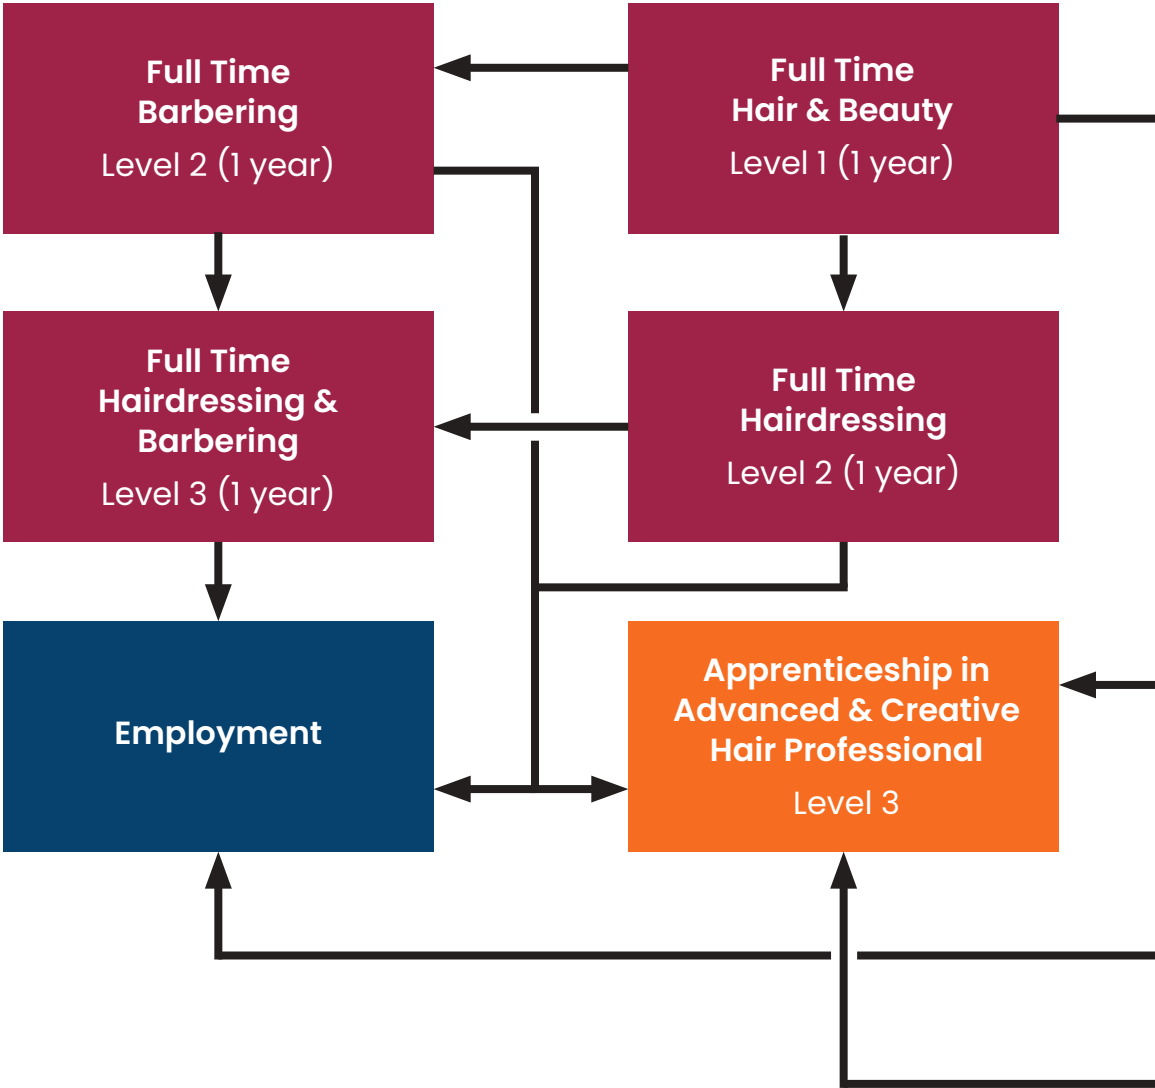 Full Time
Barbering
Level 2 (1 year)
Full Time
Hair & Beauty
Level 1 (1 year)
Full Time
Hairdressing &
Barbering
Level 3 (1 year)
Full Time
Hairdressing
Level 2 (1 year)
Employment
Apprenticeship in
Advanced & Creative
Hair Professional
Level 3